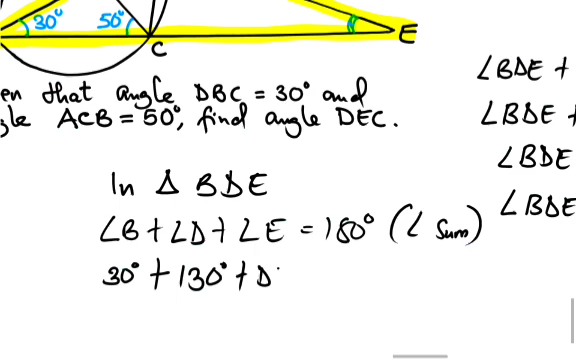 30° 50°
C
E
en that angle DBC = 30° and
gle ACB = 50°, find angle DEC.
In Δ BDE
∠B + ∠D + ∠E = 180° (∠ Sum)
30° + 130° + D
∠BDE +
∠BDE +
∠BDE
∠BDE